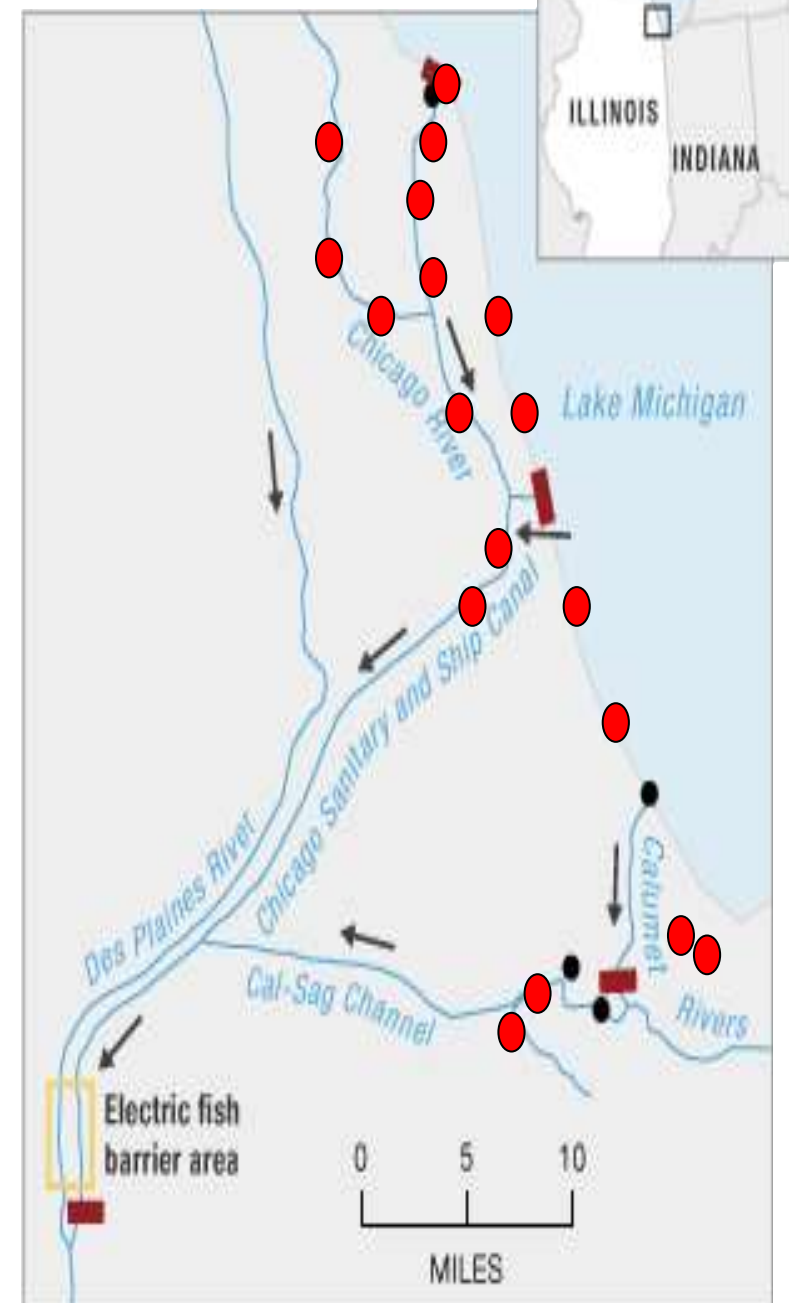 ILLINOIS
INDIANA
Chicago River
Lake Michigan
Chicago Sanitary and Ship Canal
Des Plaines River
Calumet
Rivers
Cal-Sag Channel
Electric fish
barrier area
0 5 10
MILES